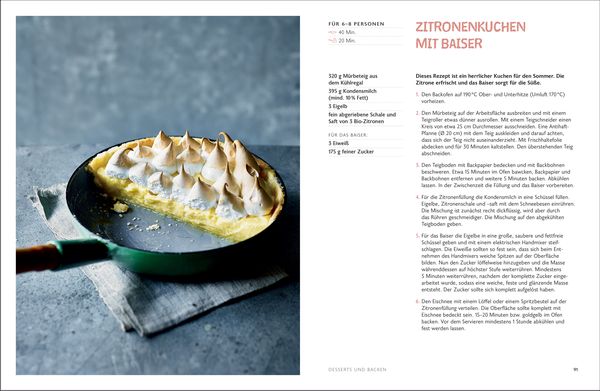 FÜR 6–8 PERSONEN
40 Min.
20 Min.
320 g Mürbeteig aus
dem Kühlregal
395 g Kondensmilch
(mind. 10 % Fett)
3 Eigelb
fein abgeriebene Schale und
Saft von 3 Bio-Zitronen
FÜR DAS BAISER:
3 Eiweiß
175 g feiner Zucker
ZITRONENKUCHEN
MIT BAISER
Dieses Rezept ist ein herrlicher Kuchen für den Sommer. Die
Zitrone erfrischt und das Baiser sorgt für die Süße.
1. Den Backofen auf 190 °C Ober- und Unterhitze (Umluft 170 °C)
vorheizen.
2. Den Mürbeteig auf der Arbeitsfläche ausbreiten und mit einem
Teigroller etwas dünner ausrollen. Mit einem Teigschneider einen
Kreis von etwa 25 cm Durchmesser ausschneiden. Eine Antihaft-
Pfanne (Ø 20 cm) mit dem Teig auskleiden und darauf achten,
dass sich der Teig nicht auseinanderzieht. Mit Frischhaltefolie
abdecken und für 30 Minuten kaltstellen. Den überstehenden Teig
abschneiden.
3. Den Teigboden mit Backpapier bedecken und mit Backbohnen
beschweren. Etwa 15 Minuten im Ofen backen, Backpapier und
Backbohnen entfernen und weitere 5 Minuten backen. Abkühlen
lassen. In der Zwischenzeit die Füllung und das Baiser vorbereiten.
4. Für die Zitronenfüllung die Kondensmilch in eine Schüssel füllen.
Eigelbe, Zitronenschale und -saft mit dem Schneebesen einrühren.
Die Mischung ist zunächst recht dickflüssig, wird aber durch
das Rühren geschmeidiger. Die Mischung auf den abgekühlten
Teigboden geben.
5. Für das Baiser die Eigelbe in eine große, saubere und fettfreie
Schüssel geben und mit einem elektrischen Handmixer steif-
schlagen. Die Eiweiße sollten so fest sein, dass sich beim Ent-
nehmen des Handmixers weiche Spitzen auf der Oberfläche
bilden. Nun den Zucker löffelweise hinzugeben und die Masse
währenddessen auf höchster Stufe weiterrühren. Mindestens
5 Minuten weiterrühren, nachdem der komplette Zucker einge-
arbeitet wurde, sodass eine weiche, feste und glänzende Masse
entsteht. Der Zucker sollte sich komplett aufgelöst haben.
6. Den Eischnee mit einem Löffel oder einem Spritzbeutel auf der
Zitronenfüllung verteilen. Die Oberfläche sollte komplett mit
Eischnee bedeckt sein. 15–20 Minuten bzw. goldgelb im Ofen
backen. Vor dem Servieren mindestens 1 Stunde abkühlen und
fest werden lassen.
DESSERTS UND BACKEN
91